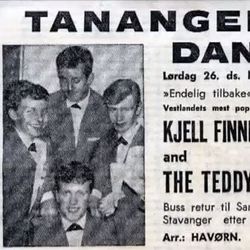 TANANGE
DAN
Lørdag 26. ds.
»Endelig tilbake«
Vestlandets mest pop
KJELL FINN
and
THE TEDDY
Buss retur til Sa
Stavanger etter
Arr.: HAVØRN.